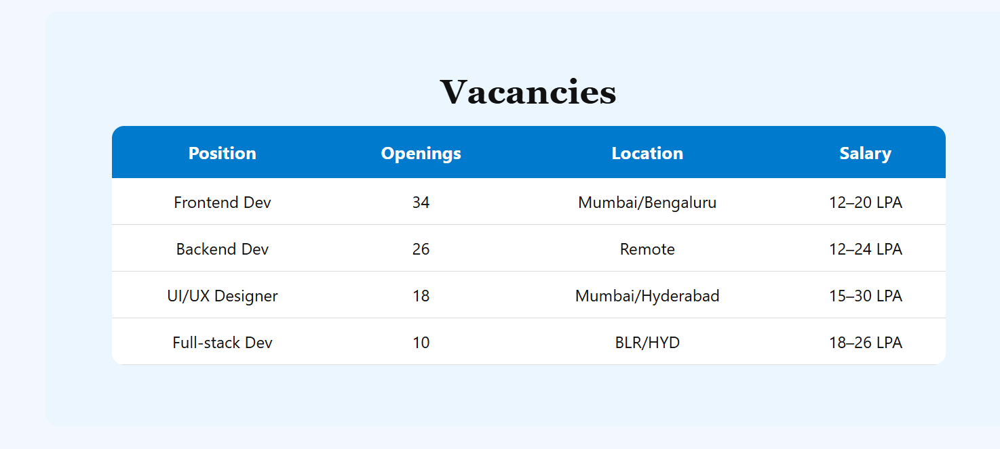 Vacancies
Position Openings Location Salary
Frontend Dev 34 Mumbai/Bengaluru 12–20 LPA
Backend Dev 26 Remote 12–24 LPA
UI/UX Designer 18 Mumbai/Hyderabad 15–30 LPA
Full-stack Dev 10 BLR/HYD 18–26 LPA